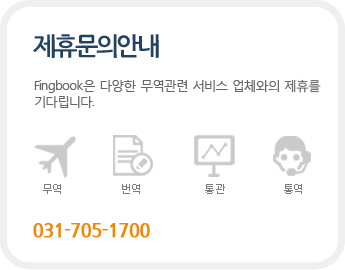 제휴문의안내
Fingbook은 다양한 무역관련 서비스 업체와의 제휴를
기다립니다.
무역 번역 통관 통역
031-705-1700